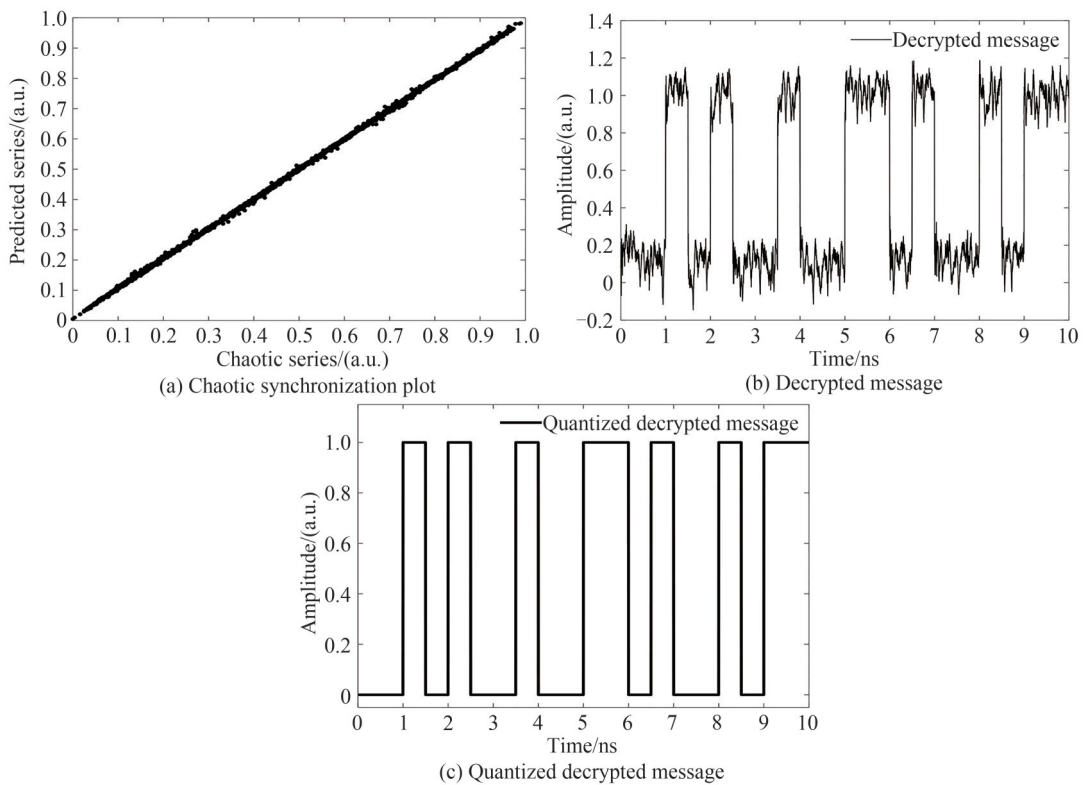 1.0
0.9
0.8
0.7
0.6
0.5
0.4
0.3
0.2
0.1
0
0 0.1 0.2 0.3 0.4 0.5 0.6 0.7 0.8 0.9 1.0
Predicted series/(a.u.)
Chaotic series/(a.u.)
(a) Chaotic synchronization plot
1.4
1.2
1.0
0.8
0.6
0.4
0.2
0
−0.2
0 1 2 3 4 5 6 7 8 9 10
Amplitude/(a.u.)
Decrypted message
Time/ns
(b) Decrypted message
1.0
0.8
0.6
0.4
0.2
0
0 1 2 3 4 5 6 7 8 9 10
Amplitude/(a.u.)
Quantized decrypted message
Time/ns
(c) Quantized decrypted message